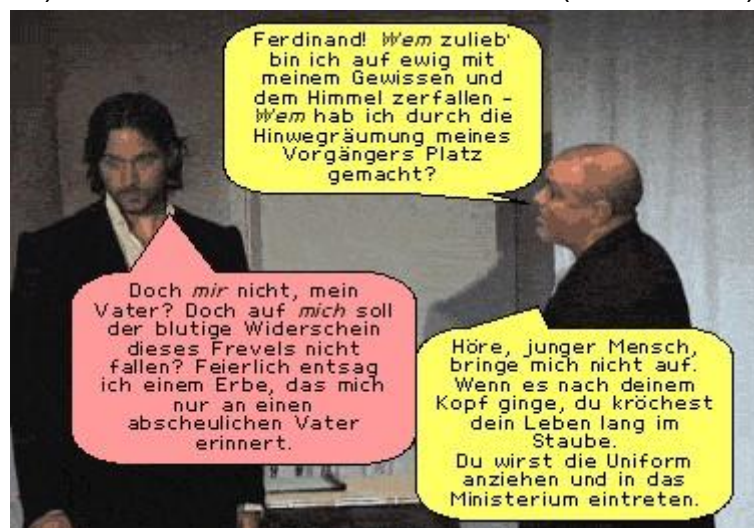 Ferdinand! Wem zulieb'
bin ich auf ewig mit
meinem Gewissen und
dem Himmel zerfallen -
Wem hab ich durch die
Hinwegräumung meines
Vorgängers Platz
gemacht?
Doch mir nicht, mein
Vater? Doch auf mich soll
der blutige Widerschein
dieses Frevels nicht
fallen? Feierlich entsag
ich einem Erbe, das mich
nur an einen
abscheulichen Vater
erinnert.
Höre, junger Mensch,
bringe mich nicht auf.
Wenn es nach deinem
Kopf ginge, du kröchest
dein Leben lang im
Staube.
Du wirst die Uniform
anziehen und in das
Ministerium eintreten.